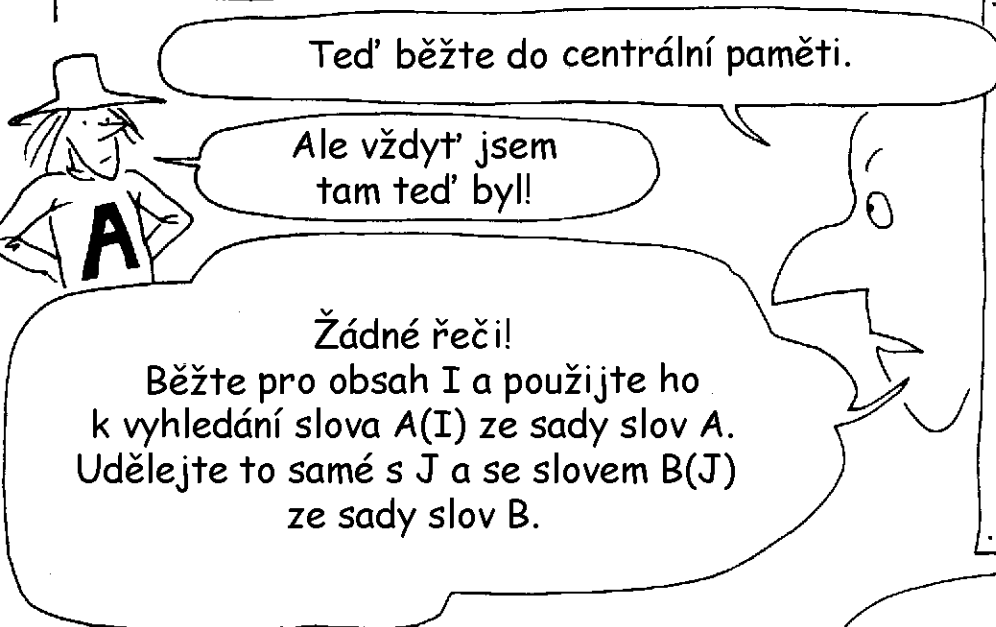 Teď běžte do centrální paměti.
Ale vždyť jsem
tam teď byl!
A
Žádné řeči!
Běžte pro obsah I a použijte ho
k vyhledání slova A(I) ze sady slov A.
Udělejte to samé s J a se slovem B(J)
ze sady slov B.